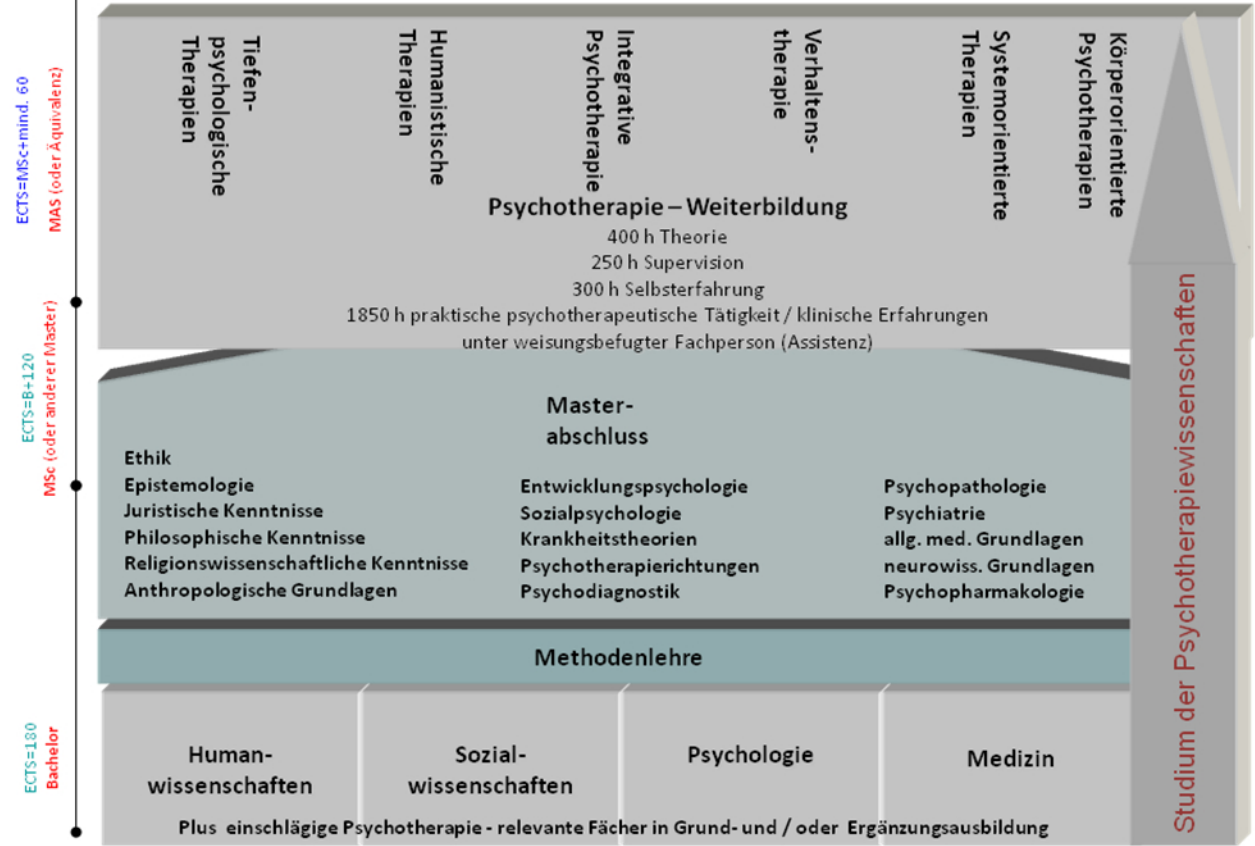 ECTS=MSc+mind. 60
MAS (oder Äquivalenz)
Tiefen-
psychologische
Therapien
Humanistische
Therapien
Integrative
Psychotherapie
Verhaltens-
therapie
Systemorientierte
Therapien
Körperorientierte
Psychotherapien
Psychotherapie – Weiterbildung
400 h Theorie
250 h Supervision
300 h Selbsterfahrung
1850 h praktische psychotherapeutische Tätigkeit / klinische Erfahrungen
unter weisungsbefugter Fachperson (Assistenz)
ECTS=B+120
MSc (oder anderer Master)
Master-
abschluss
Ethik
Epistemologie
Juristische Kenntnisse
Philosophische Kenntnisse
Religionswissenschaftliche Kenntnisse
Anthropologische Grundlagen
Entwicklungspsychologie
Sozialpsychologie
Krankheitstheorien
Psychotherapierichtungen
Psychodiagnostik
Psychopathologie
Psychiatrie
allg. med. Grundlagen
neurowiss. Grundlagen
Psychopharmakologie
Methodenlehre
ECTS=180
Bachelor
Human-
wissenschaften
Sozial-
wissenschaften
Psychologie
Medizin
Plus einschlägige Psychotherapie - relevante Fächer in Grund- und / oder Ergänzungsausbildung
Studium der Psychotherapiewissenschaften